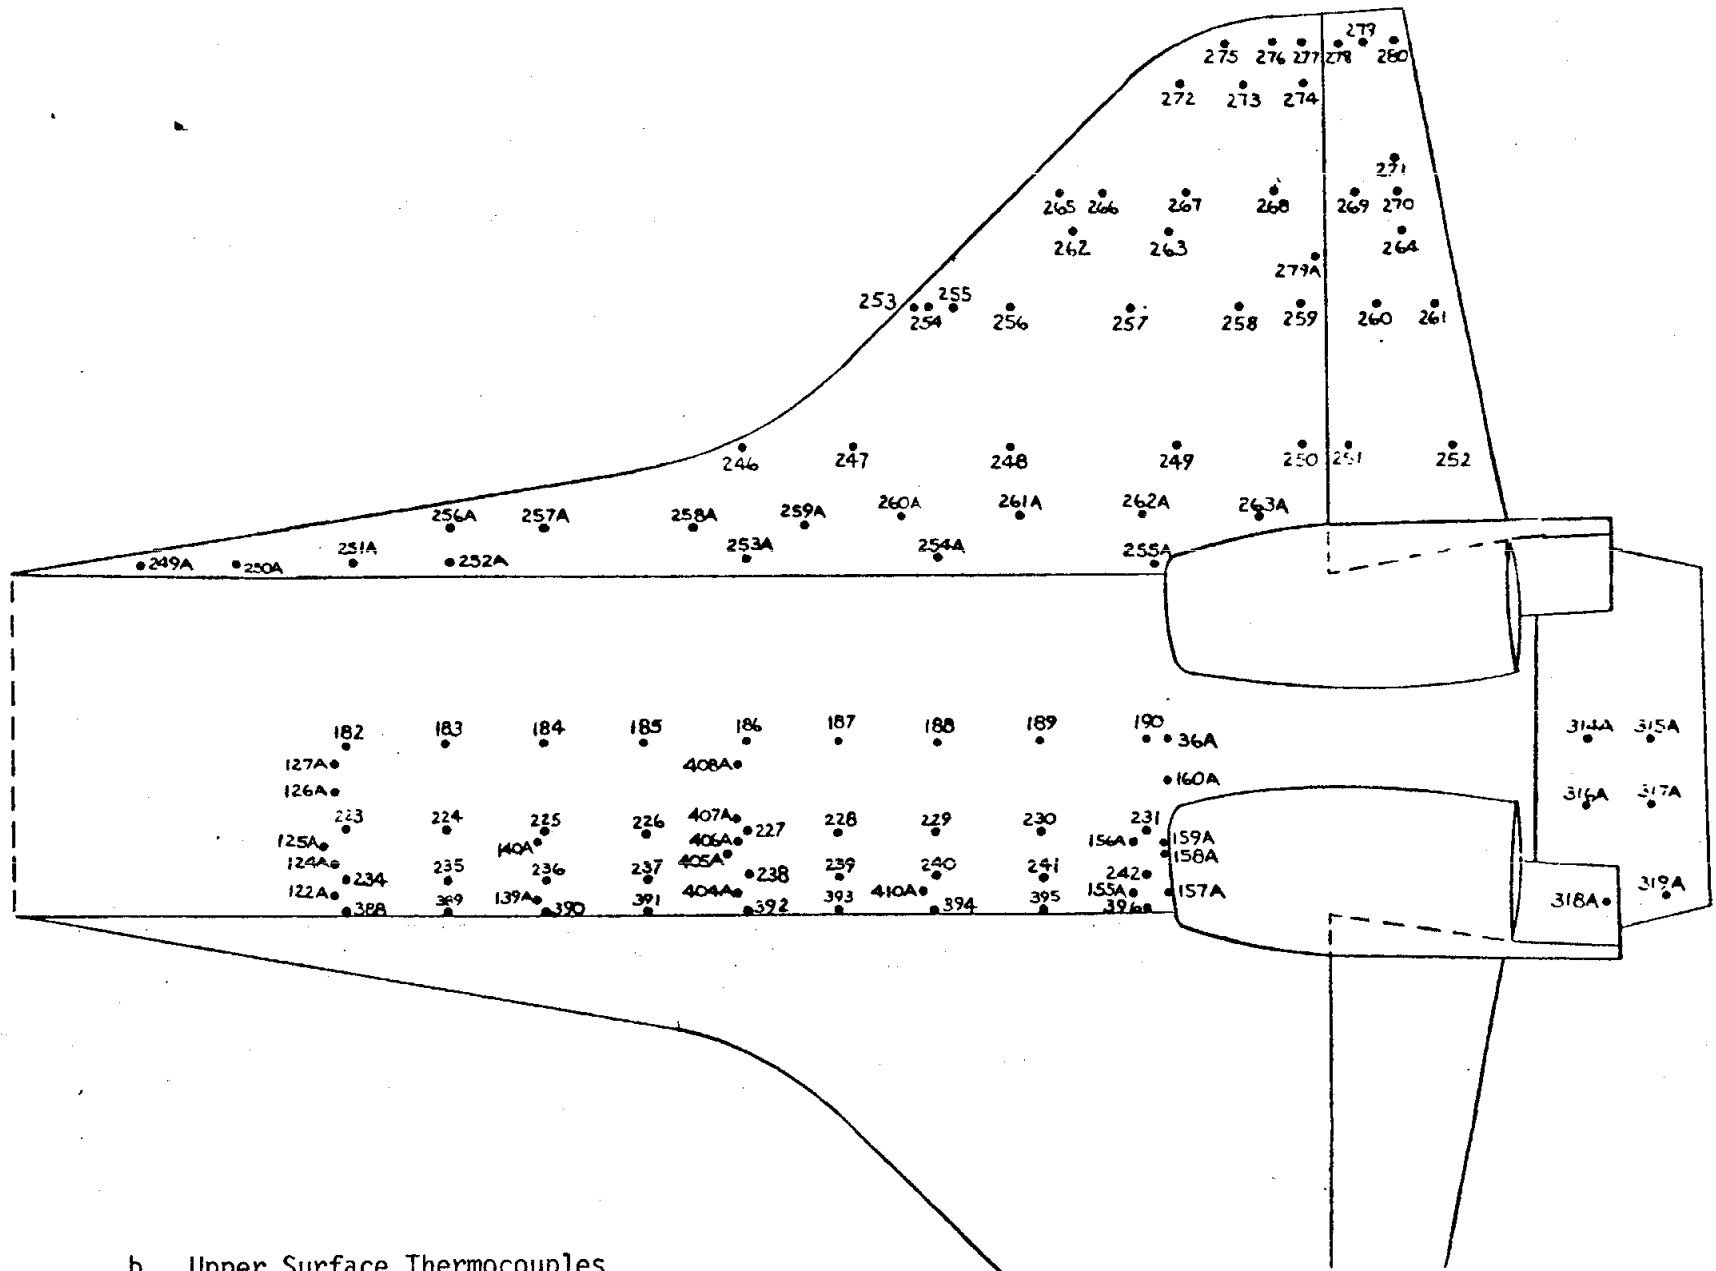 279
275 276 277 278 280
272 273 274
271
265 266 267 268 269 270
262 263 264
279A
253 255
254 256 257 258 259 260 261
246 247 248 249 250 251 252
256A 257A 258A 259A 260A 261A 262A 263A
251A 253A 254A 255A
249A 250A 252A
182 183 184 185 186 187 188 189 190 36A 314A 315A
127A 408A
160A
126A 316A 317A
223 224 225 226 407A 227 228 229 230 231
125A 140A 406A 156A 159A
405A 158A
124A 234 235 236 237 238 239 240 241 242
122A 139A 404A 410A 155A 157A 319A
388 389 390 391 392 393 394 395 396 318A
b. Upper Surface Thermocouples